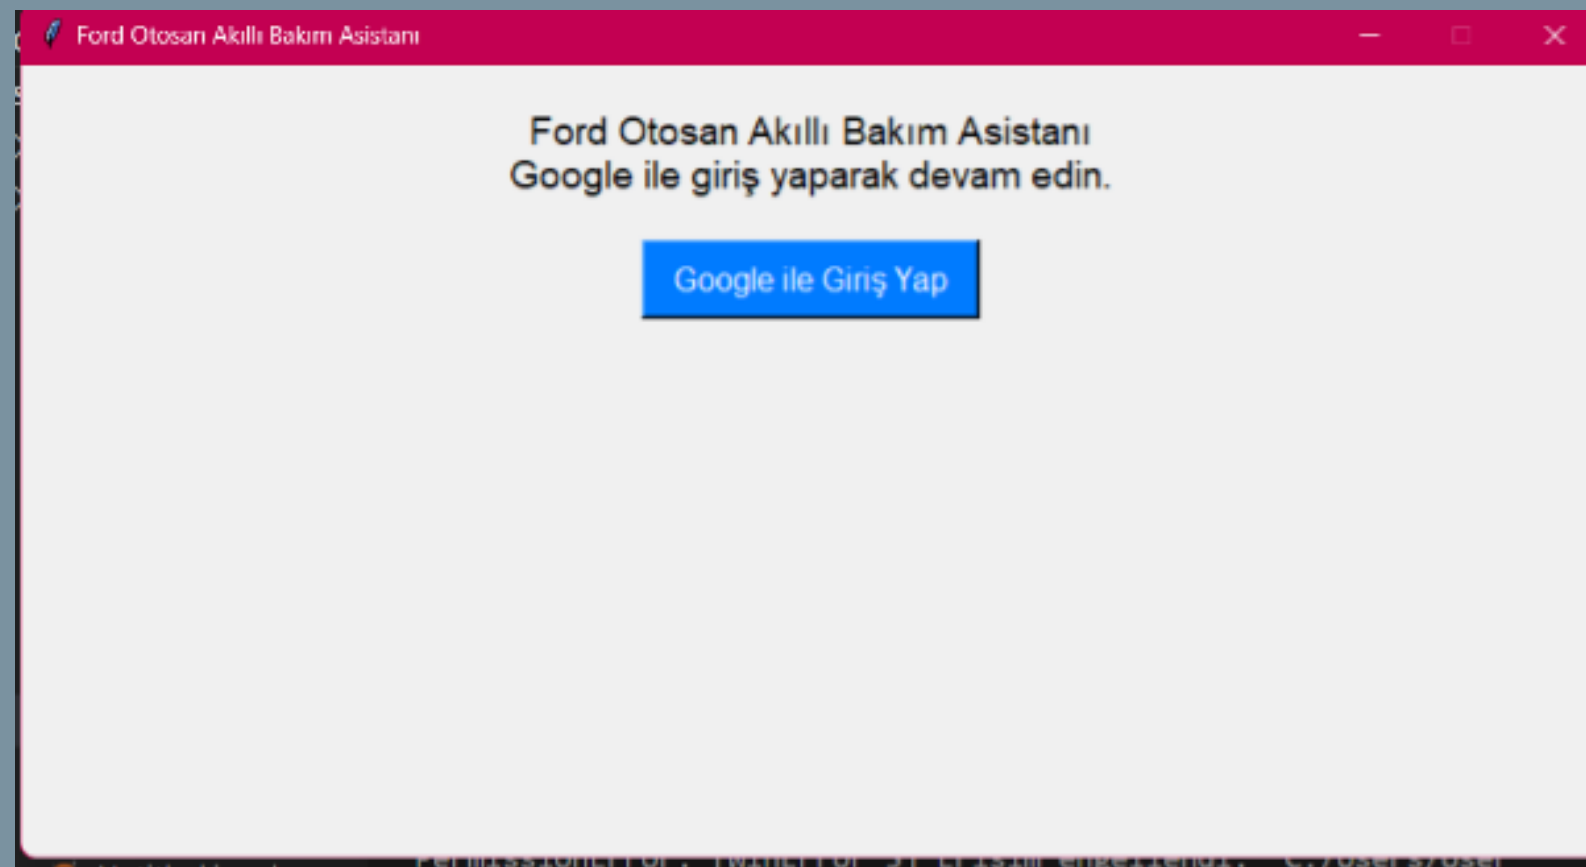 Ford Otosan Akıllı Bakım Asistanı
Ford Otosan Akıllı Bakım Asistanı
Google ile giriş yaparak devam edin.
Google ile Giriş Yap